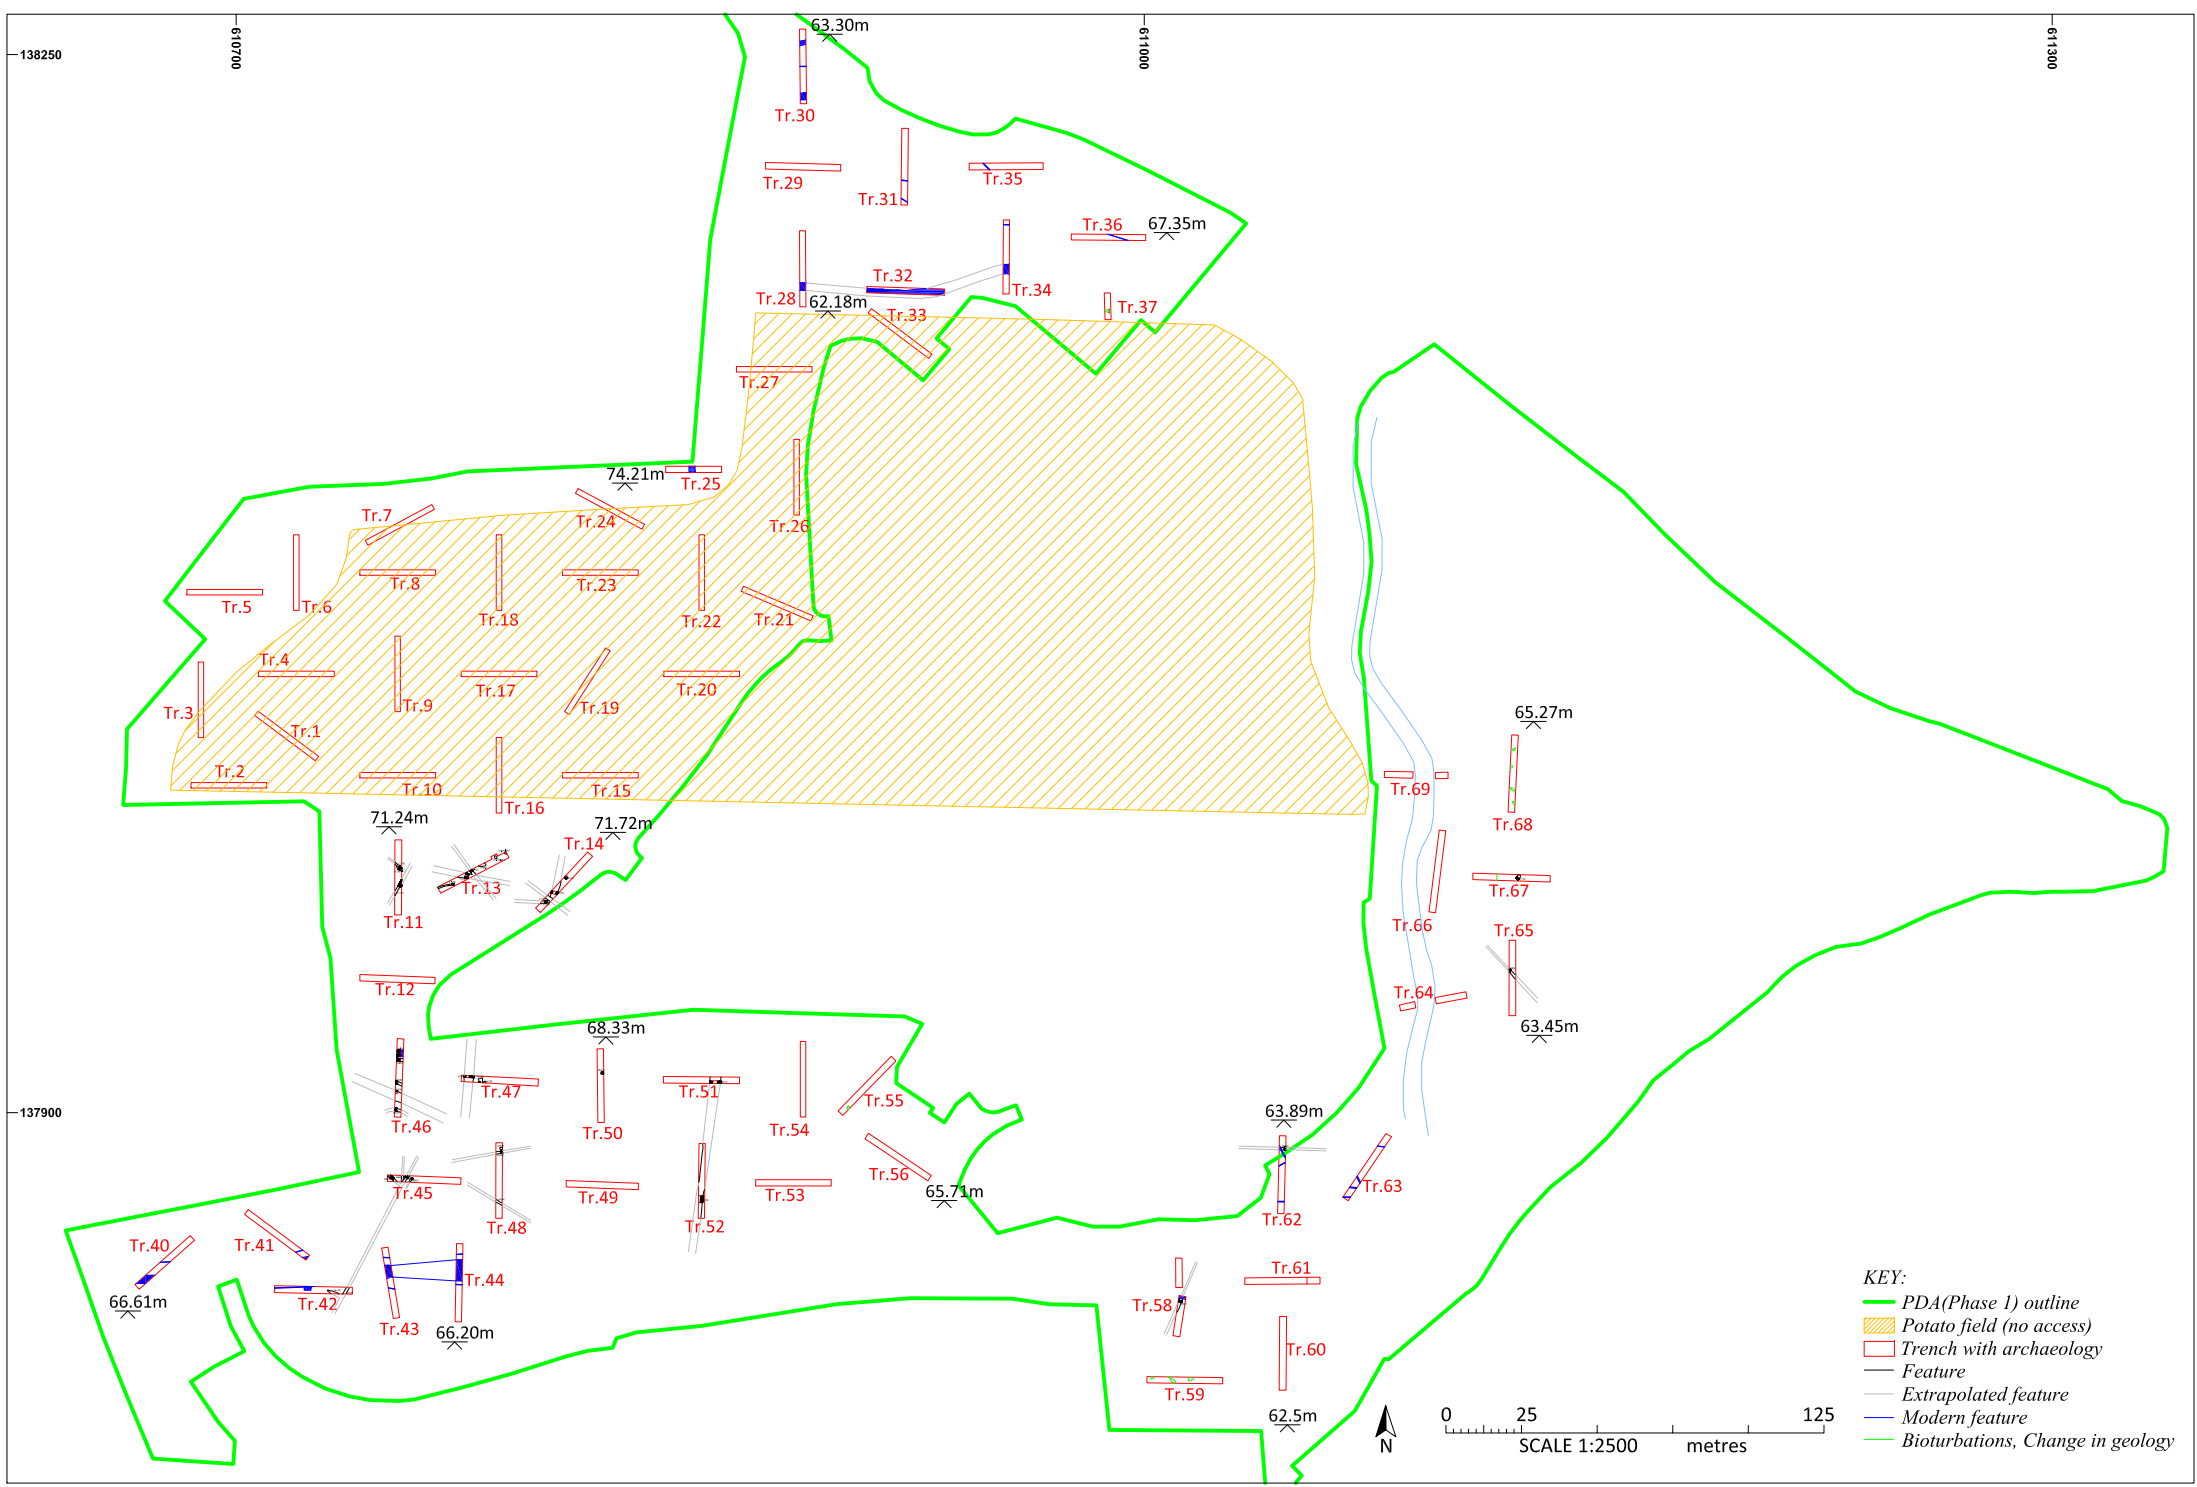 610700
611000
611300
138250
63.30m
Tr.30
Tr.29
Tr.31
Tr.35
Tr.36
67.35m
Tr.32
Tr.28
Tr.34
62.18m
Tr.33
Tr.37
Tr.27
74.21m
Tr.25
Tr.7
Tr.24
Tr.26
Tr.8
Tr.23
Tr.5
Tr.6
Tr.18
Tr.22
Tr.21
Tr.4
Tr.17
Tr.20
Tr.3
Tr.9
Tr.19
Tr.1
65.27m
Tr.2
Tr.10
Tr.15
Tr.69
Tr.16
71.24m
71.72m
Tr.68
Tr.14
Tr.13
Tr.67
Tr.11
Tr.66
Tr.65
Tr.12
Tr.64
68.33m
63.45m
137900
Tr.47
Tr.51
Tr.55
63.89m
Tr.46
Tr.50
Tr.54
Tr.56
Tr.45
Tr.49
Tr.53
65.71m
Tr.63
Tr.48
Tr.52
Tr.62
Tr.40
Tr.41
Tr.44
Tr.61
66.61m
Tr.42
Tr.43
66.20m
Tr.58
Tr.60
Tr.59
62.5m
N
KEY:
PDA(Phase 1) outline
Potato field (no access)
Trench with archaeology
Feature
Extrapolated feature
Modern feature
Bioturbations, Change in geology
0 25 125
SCALE 1:2500 metres